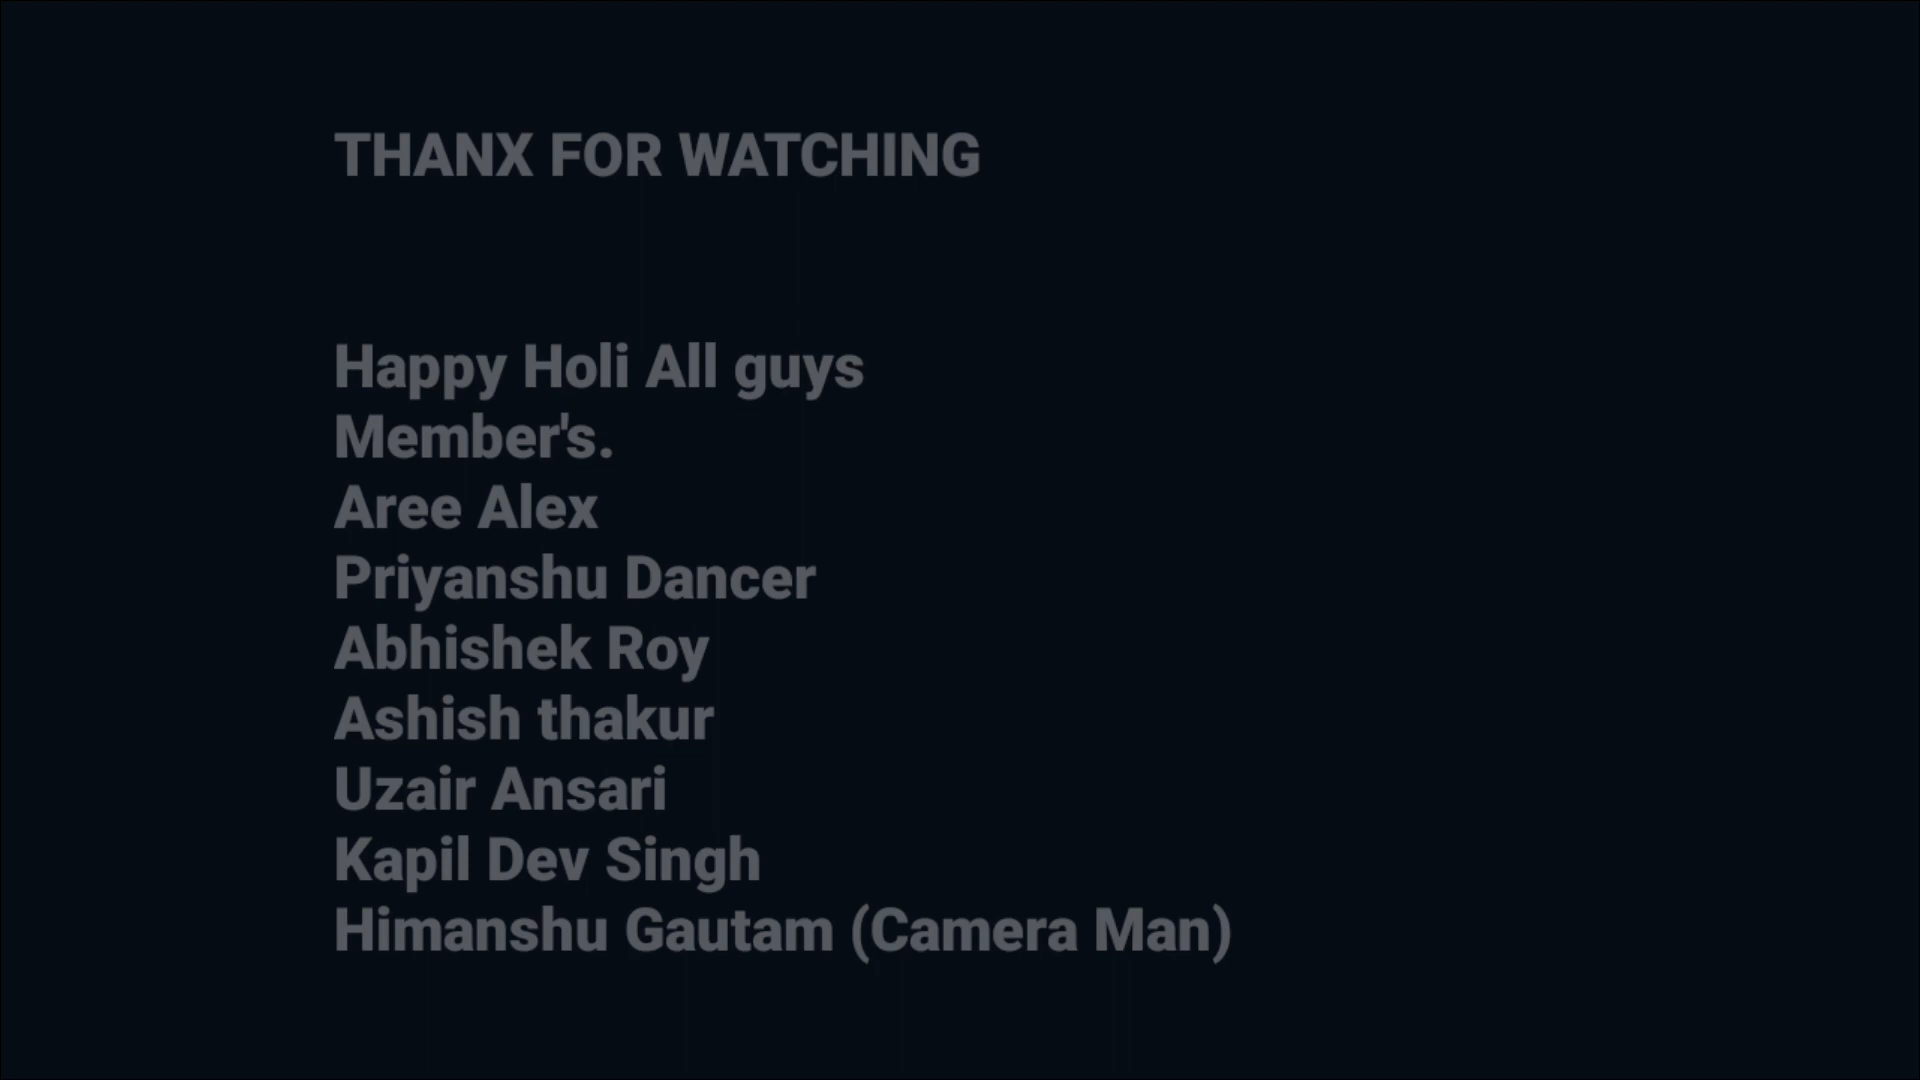 THANX FOR WATCHING
Happy Holi All guys
Member's.
Aree Alex
Priyanshu Dancer
Abhishek Roy
Ashish thakur
Uzair Ansari
Kapil Dev Singh
Himanshu Gautam (Camera Man)